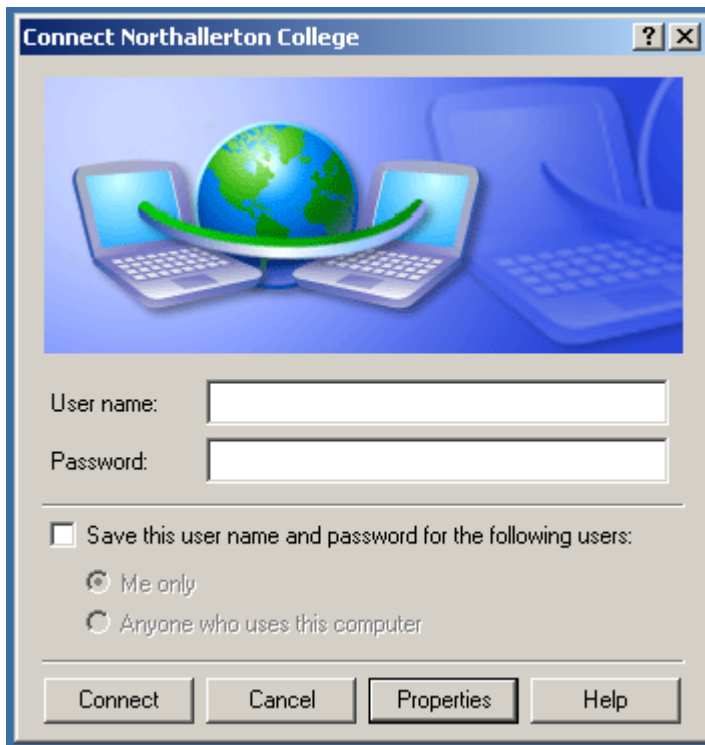 Connect Northallerton College
User name:
Password:
Save this user name and password for the following users:
Me only
Anyone who uses this computer
Connect Cancel Properties Help